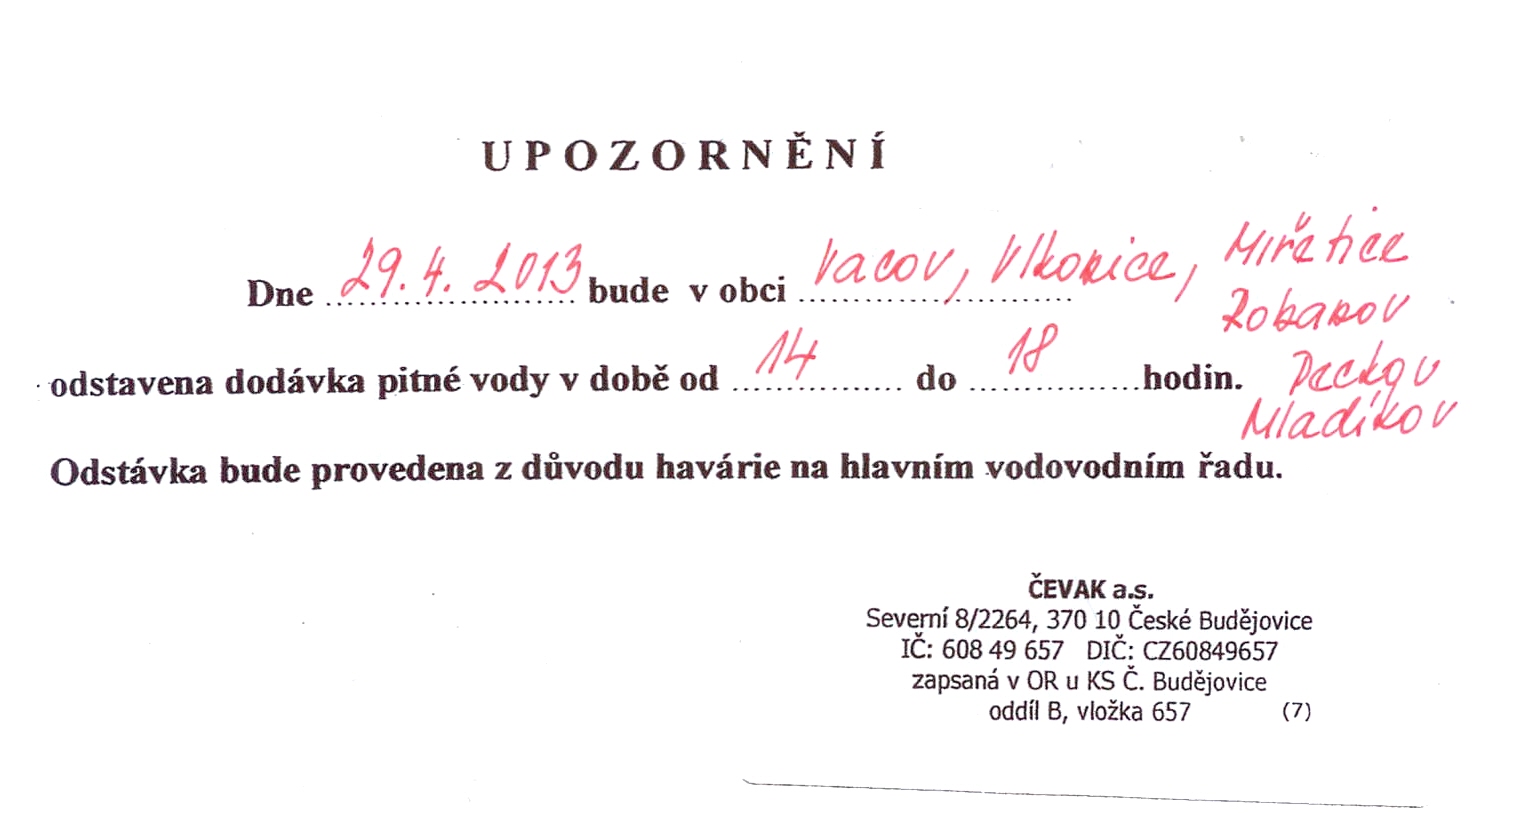 UPOZORNĚNÍ
Dne 29.4. 2013 bude v obci Vacov, Vlkonice, Miřetice
Žobanov
odstavena dodávka pitné vody v době od 14 do 18 hodin.
Mladíkov
Odstávka bude provedena z důvodu havárie na hlavním vodovodním řadu.
ČEVAK a.s.
Severní 8/2264, 370 10 České Budějovice
IČ: 608 49 657 DIČ: CZ60849657
zapsaná v OR u KS Č. Budějovice
oddíl B, vložka 657 (7)